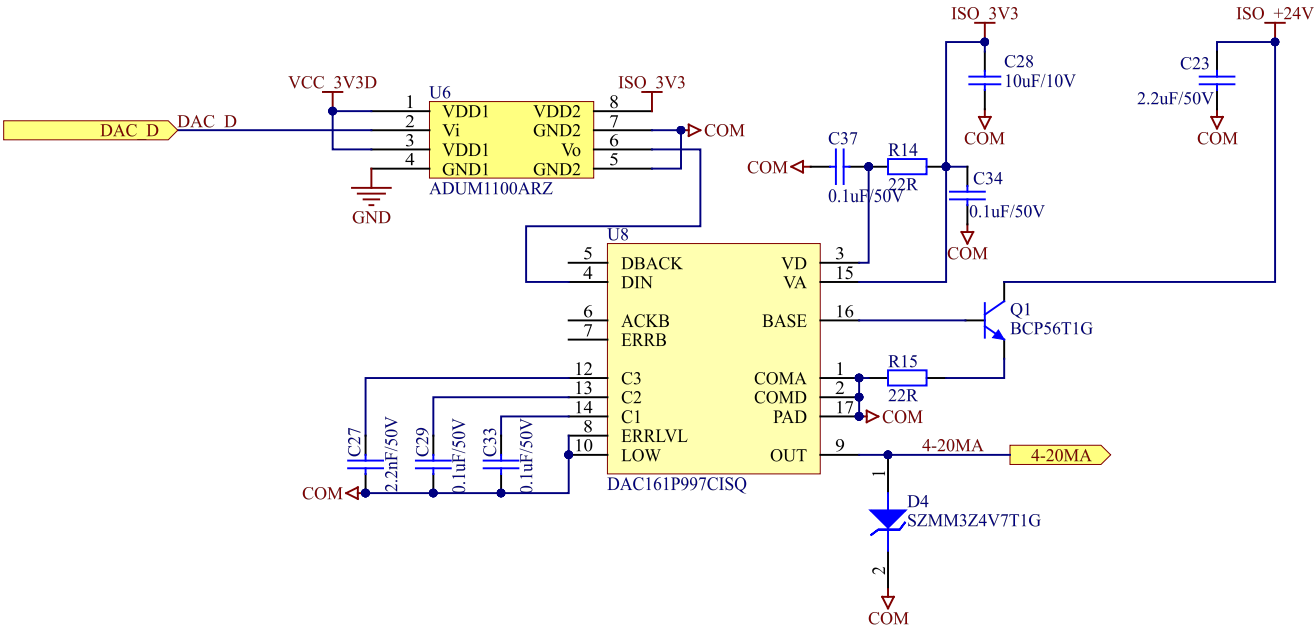 ISO_3V3
ISO_+24V
C28
10uF/10V
COM
C23
2.2uF/50V
COM
VCC_3V3D
U6
ISO_3V3
DAC_D
DAC_D
1
2
3
4
VDD1
Vi
VDD1
GND1
VDD2
GND2
Vo
GND2
8
7
6
5
COM
ADUM1100ARZ
GND
COM
C37
0.1uF/50V
R14
22R
C34
0.1uF/50V
COM
U8
5
4
6
7
12
13
14
8
10
DBACK
DIN
ACKB
ERRB
C3
C2
C1
ERRLVL
LOW
VD
VA
BASE
COMA
COMD
PAD
OUT
3
15
16
1
2
17
9
DAC161P997CISQ
Q1
BCP56T1G
R15
22R
COM
C27
2.2nF/50V
C29
0.1uF/50V
C33
0.1uF/50V
COM
4-20MA
4-20MA
1
D4
SZMM3Z4V7T1G
2
COM